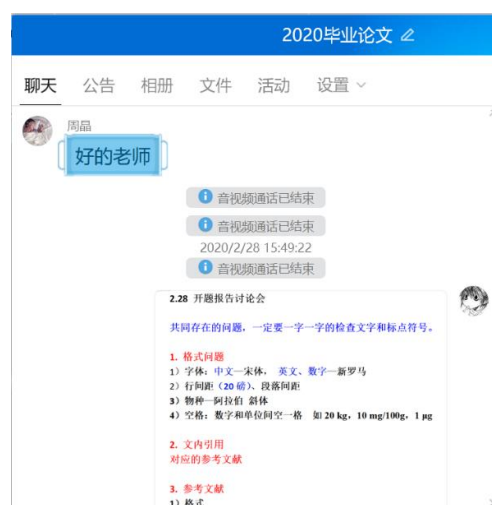 2020毕业论文
聊天 公告 相册 文件 活动 设置
周晶
好的老师
音视频通话已结束
音视频通话已结束
2020/2/28 15:49:22
音视频通话已结束
2.28 开题报告讨论会
共同存在的问题，一定要一字一字的检查文字和标点符号。
1. 格式问题
1）字体：中文—宋体， 英文、数字—新罗马
2）行间距（20 磅）、段落间距
3）物种—阿拉伯 斜体
4）空格：数字和单位间空一格 如 20 kg，10 mg/100g，1 μg
2. 文内引用
对应的参考文献
3. 参考文献
1）格式